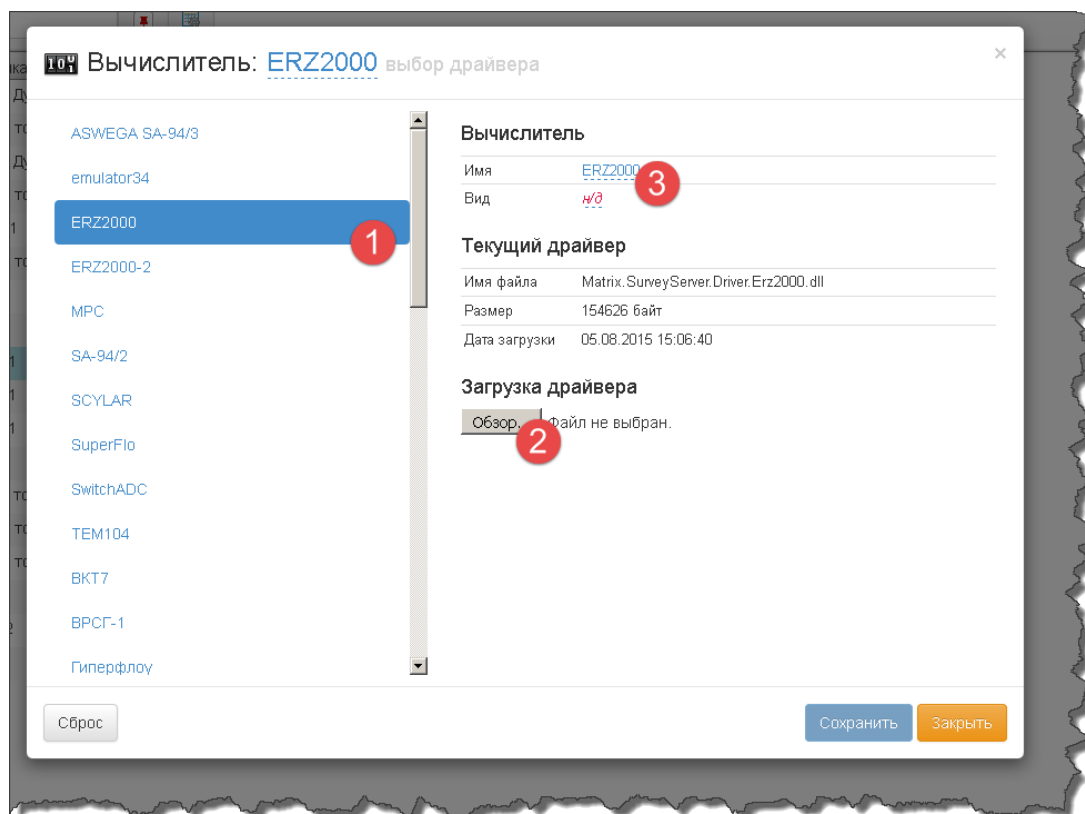 Вычислитель: ERZ2000 выбор драйвера
×
ASWEGA SA-94/3
emulator34
ERZ2000
1
ERZ2000-2
МРС
SA-94/2
SCYLAR
SuperFlo
SwitchADC
ТЕМ104
ВКТ7
ВРСГ-1
Гиперфлоу
Вычислитель
Имя ERZ2000
3
Вид н/д
Текущий драйвер
Имя файла Matrix.SurveyServer.Driver.Erz2000.dll
Размер 154626 байт
Дата загрузки 05.08.2015 15:06:40
Загрузка драйвера
Обзор. Файл не выбран.
2
Сброс
Сохранить
Закрыть